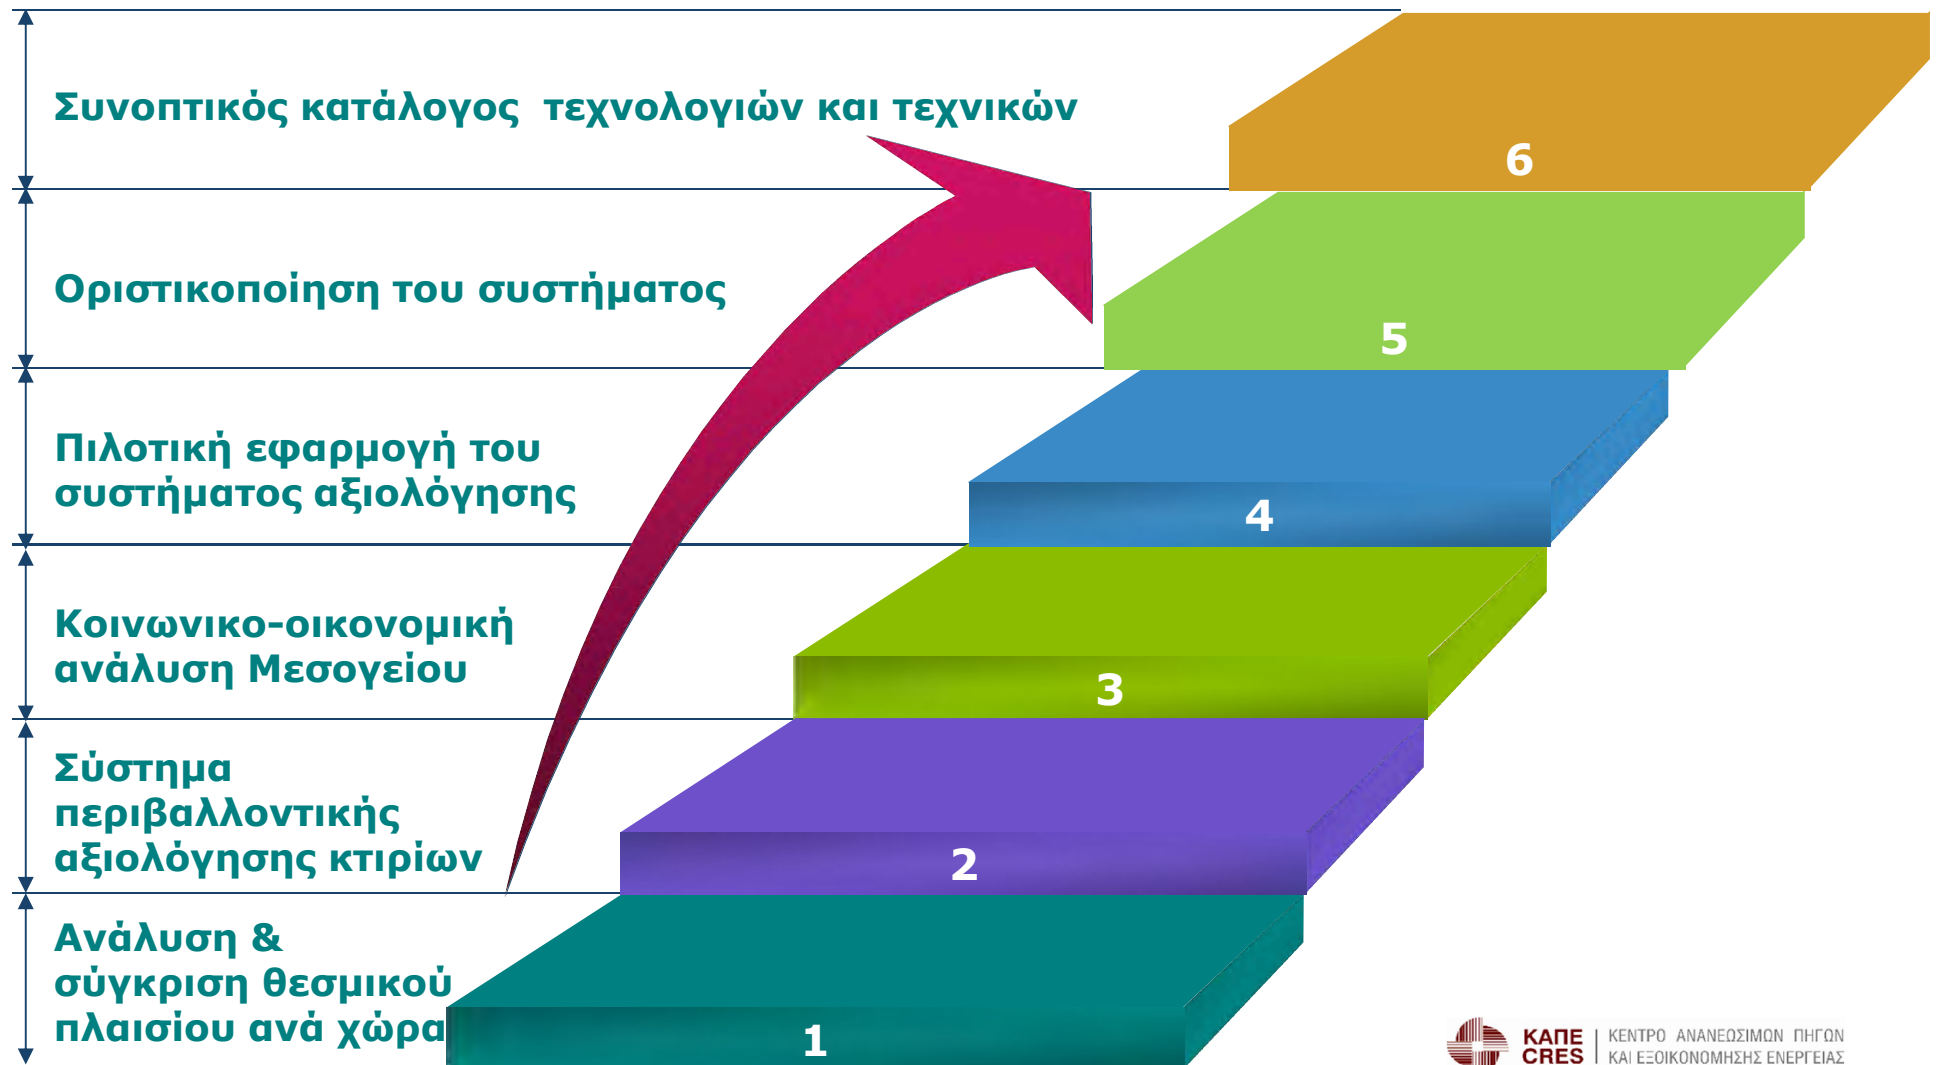 Συνοπτικός κατάλογος τεχνολογιών και τεχνικών
6
Οριστικοποίηση του συστήματος
5
Πιλοτική εφαρμογή του
συστήματος αξιολόγησης
4
Κοινωνικο-οικονομική
ανάλυση Μεσογείου
3
Σύστημα
περιβαλλοντικής
αξιολόγησης κτιρίων
2
Ανάλυση &
σύγκριση θεσμικού
πλαισίου ανά χώρα
1
ΚΑΠΕ
CRES
ΚΕΝΤΡΟ ΑΝΑΝΕΩΣΙΜΩΝ ΠΗΓΩΝ
ΚΑΙ ΕΞΟΙΚΟΝΟΜΗΣΗΣ ΕΝΕΡΓΕΙΑΣ